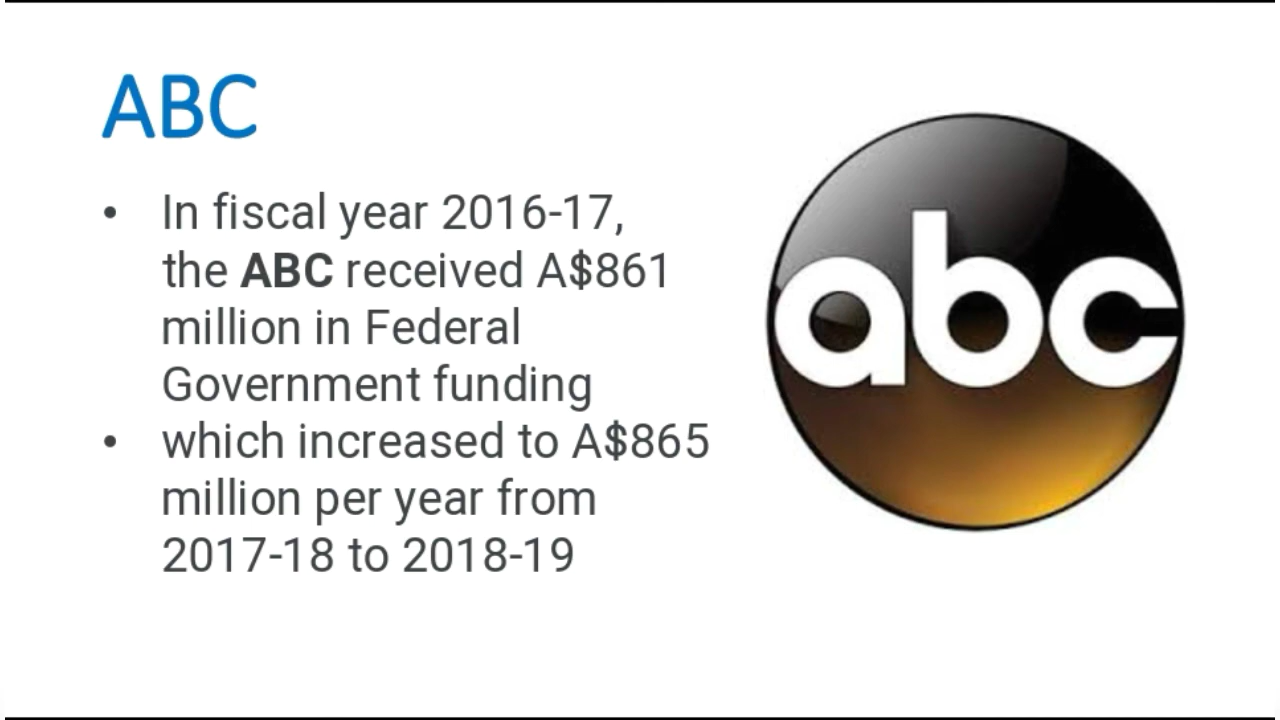 ABC
• In fiscal year 2016-17,
the ABC received A$861
million in Federal
Government funding
• which increased to A$865
million per year from
2017-18 to 2018-19
abc